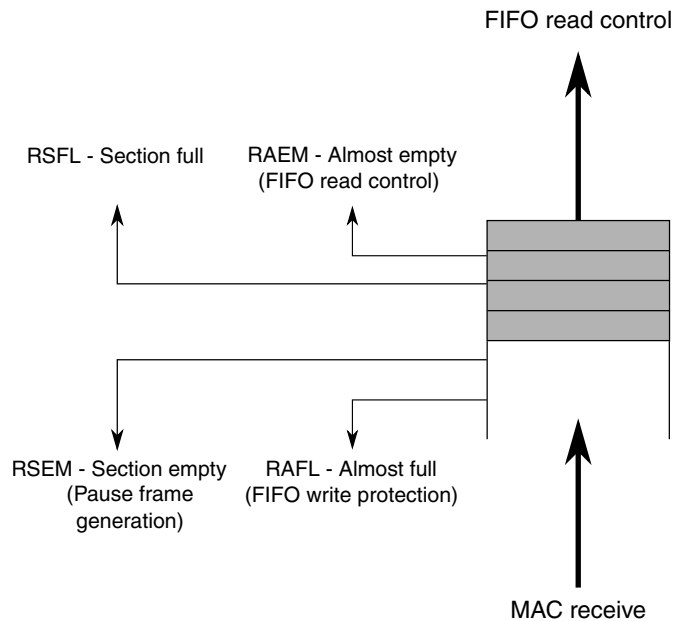 FIFO read control
RSFL - Section full
RAEM - Almost empty
(FIFO read control)
RSEM - Section empty
(Pause frame
generation)
RAFL - Almost full
(FIFO write protection)
MAC receive